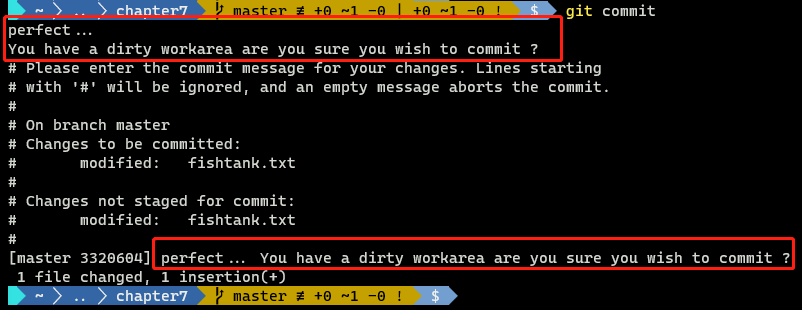 ~ .. chapter7 master ≢ +0 ~1 -0 | +0 ~1 -0 ! $ git commit
perfect...
You have a dirty workarea are you sure you wish to commit ?
# Please enter the commit message for your changes. Lines starting
# with '#' will be ignored, and an empty message aborts the commit.
#
# On branch master
# Changes to be committed:
#       modified:   fishtank.txt
#
# Changes not staged for commit:
#       modified:   fishtank.txt
#
[master 3320604] perfect... You have a dirty workarea are you sure you wish to commit ?
 1 file changed, 1 insertion(+)
~ .. chapter7 master ≢ +0 ~1 -0 ! $